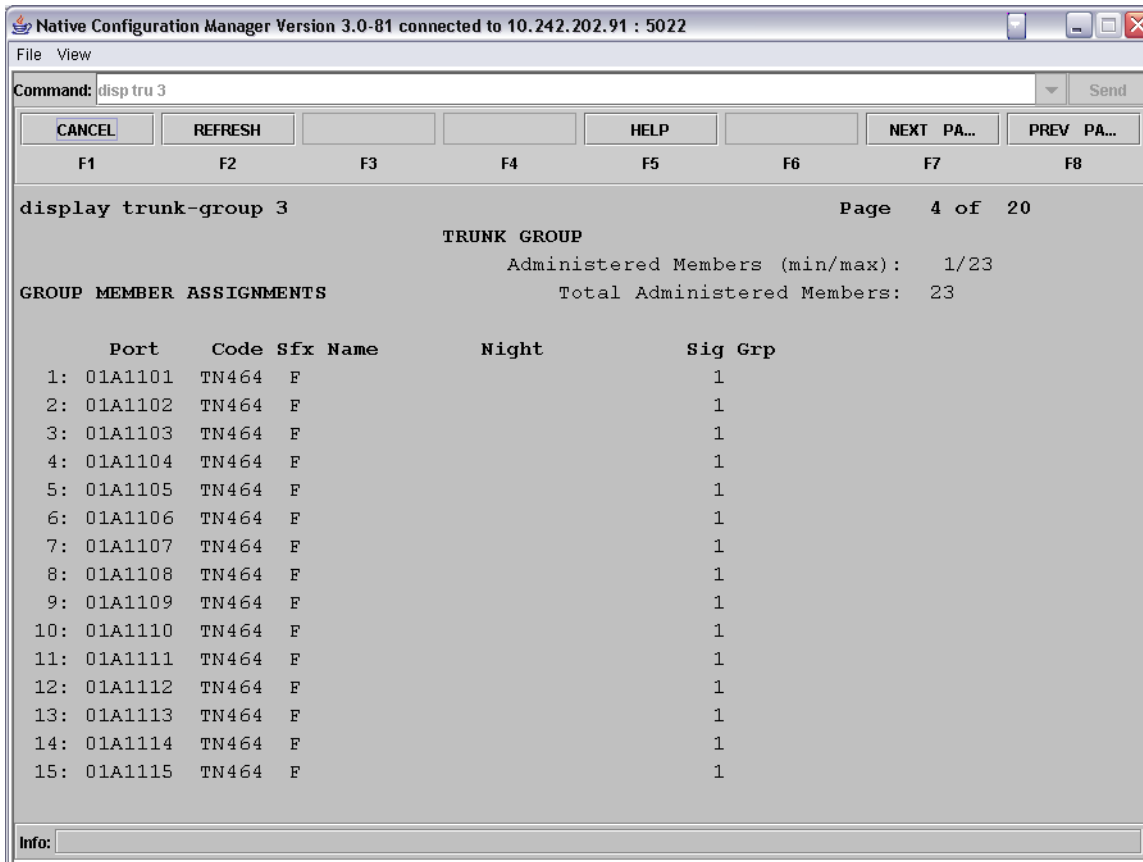 Native Configuration Manager Version 3.0-81 connected to 10.242.202.91 : 5022
File View
Command: disp tru 3 Send
CANCEL REFRESH HELP NEXT PA... PREV PA...
F1 F2 F3 F4 F5 F6 F7 F8
display trunk-group 3 Page 4 of 20
TRUNK GROUP
Administered Members (min/max): 1/23
GROUP MEMBER ASSIGNMENTS Total Administered Members: 23
Port Code Sfx Name Night Sig Grp
1: 01A1101 TN464 F 1
2: 01A1102 TN464 F 1
3: 01A1103 TN464 F 1
4: 01A1104 TN464 F 1
5: 01A1105 TN464 F 1
6: 01A1106 TN464 F 1
7: 01A1107 TN464 F 1
8: 01A1108 TN464 F 1
9: 01A1109 TN464 F 1
10: 01A1110 TN464 F 1
11: 01A1111 TN464 F 1
12: 01A1112 TN464 F 1
13: 01A1113 TN464 F 1
14: 01A1114 TN464 F 1
15: 01A1115 TN464 F 1
Info: